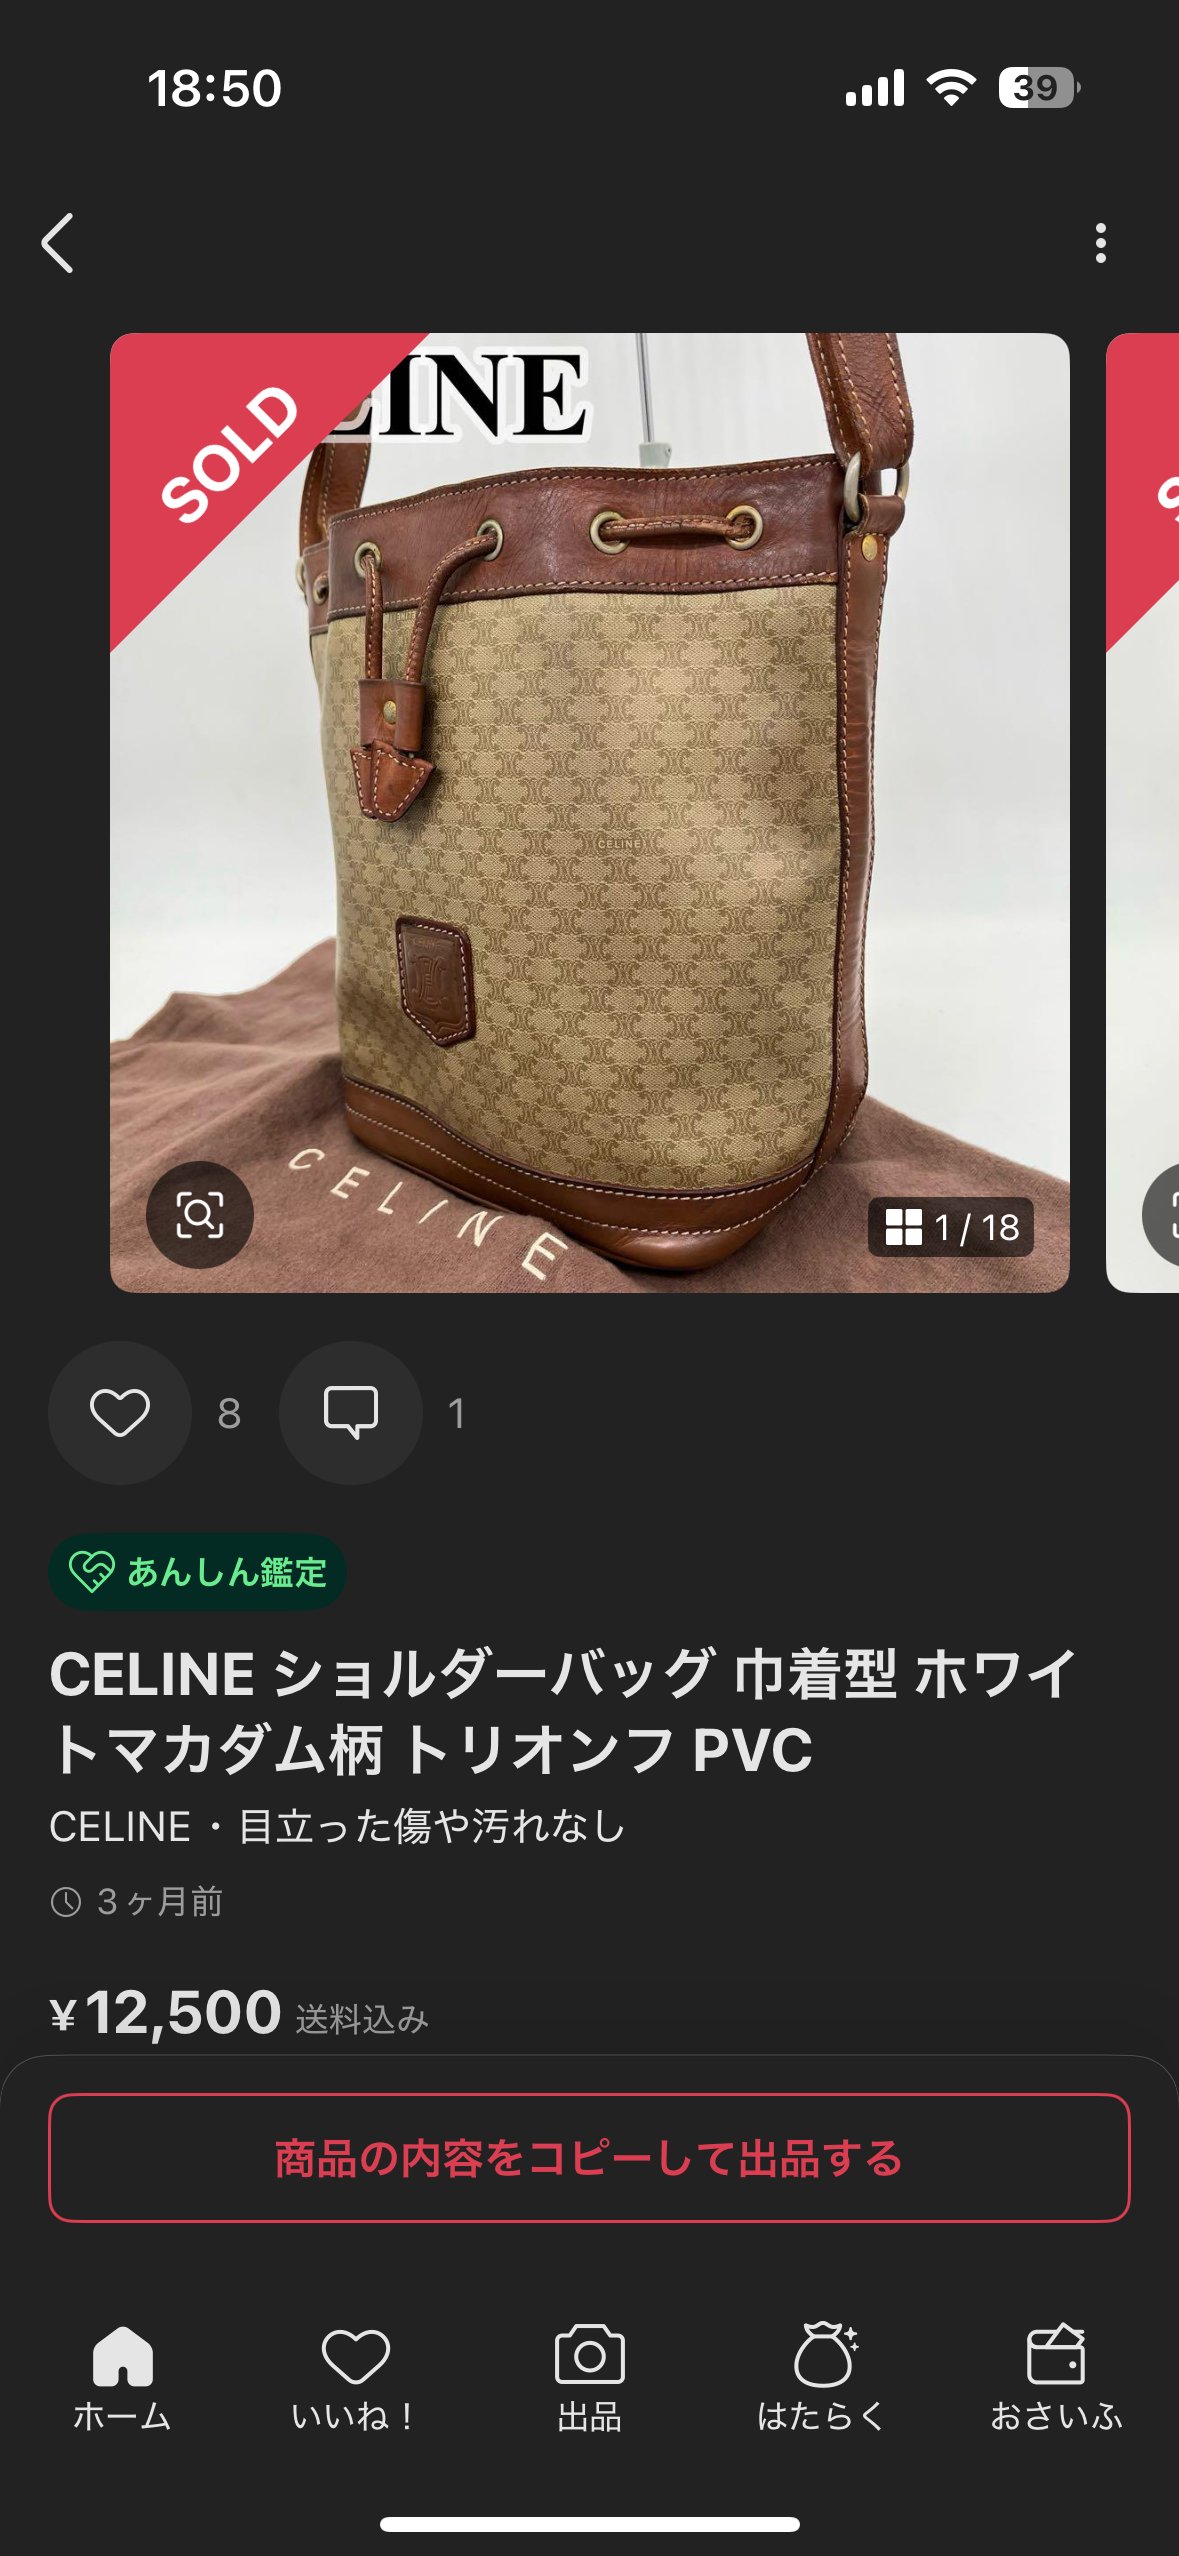 18:50
39
SOLD
LINE
CELINE
CELINE
CELINE
1 / 18
8
1
あんしん鑑定
CELINE ショルダーバッグ 巾着型 ホワイ
トマカダム柄 トリオンフ PVC
CELINE・目立った傷や汚れなし
3ヶ月前
¥12,500 送料込み
商品の内容をコピーして出品する
ホーム
いいね！
出品
はたらく
おさいふ